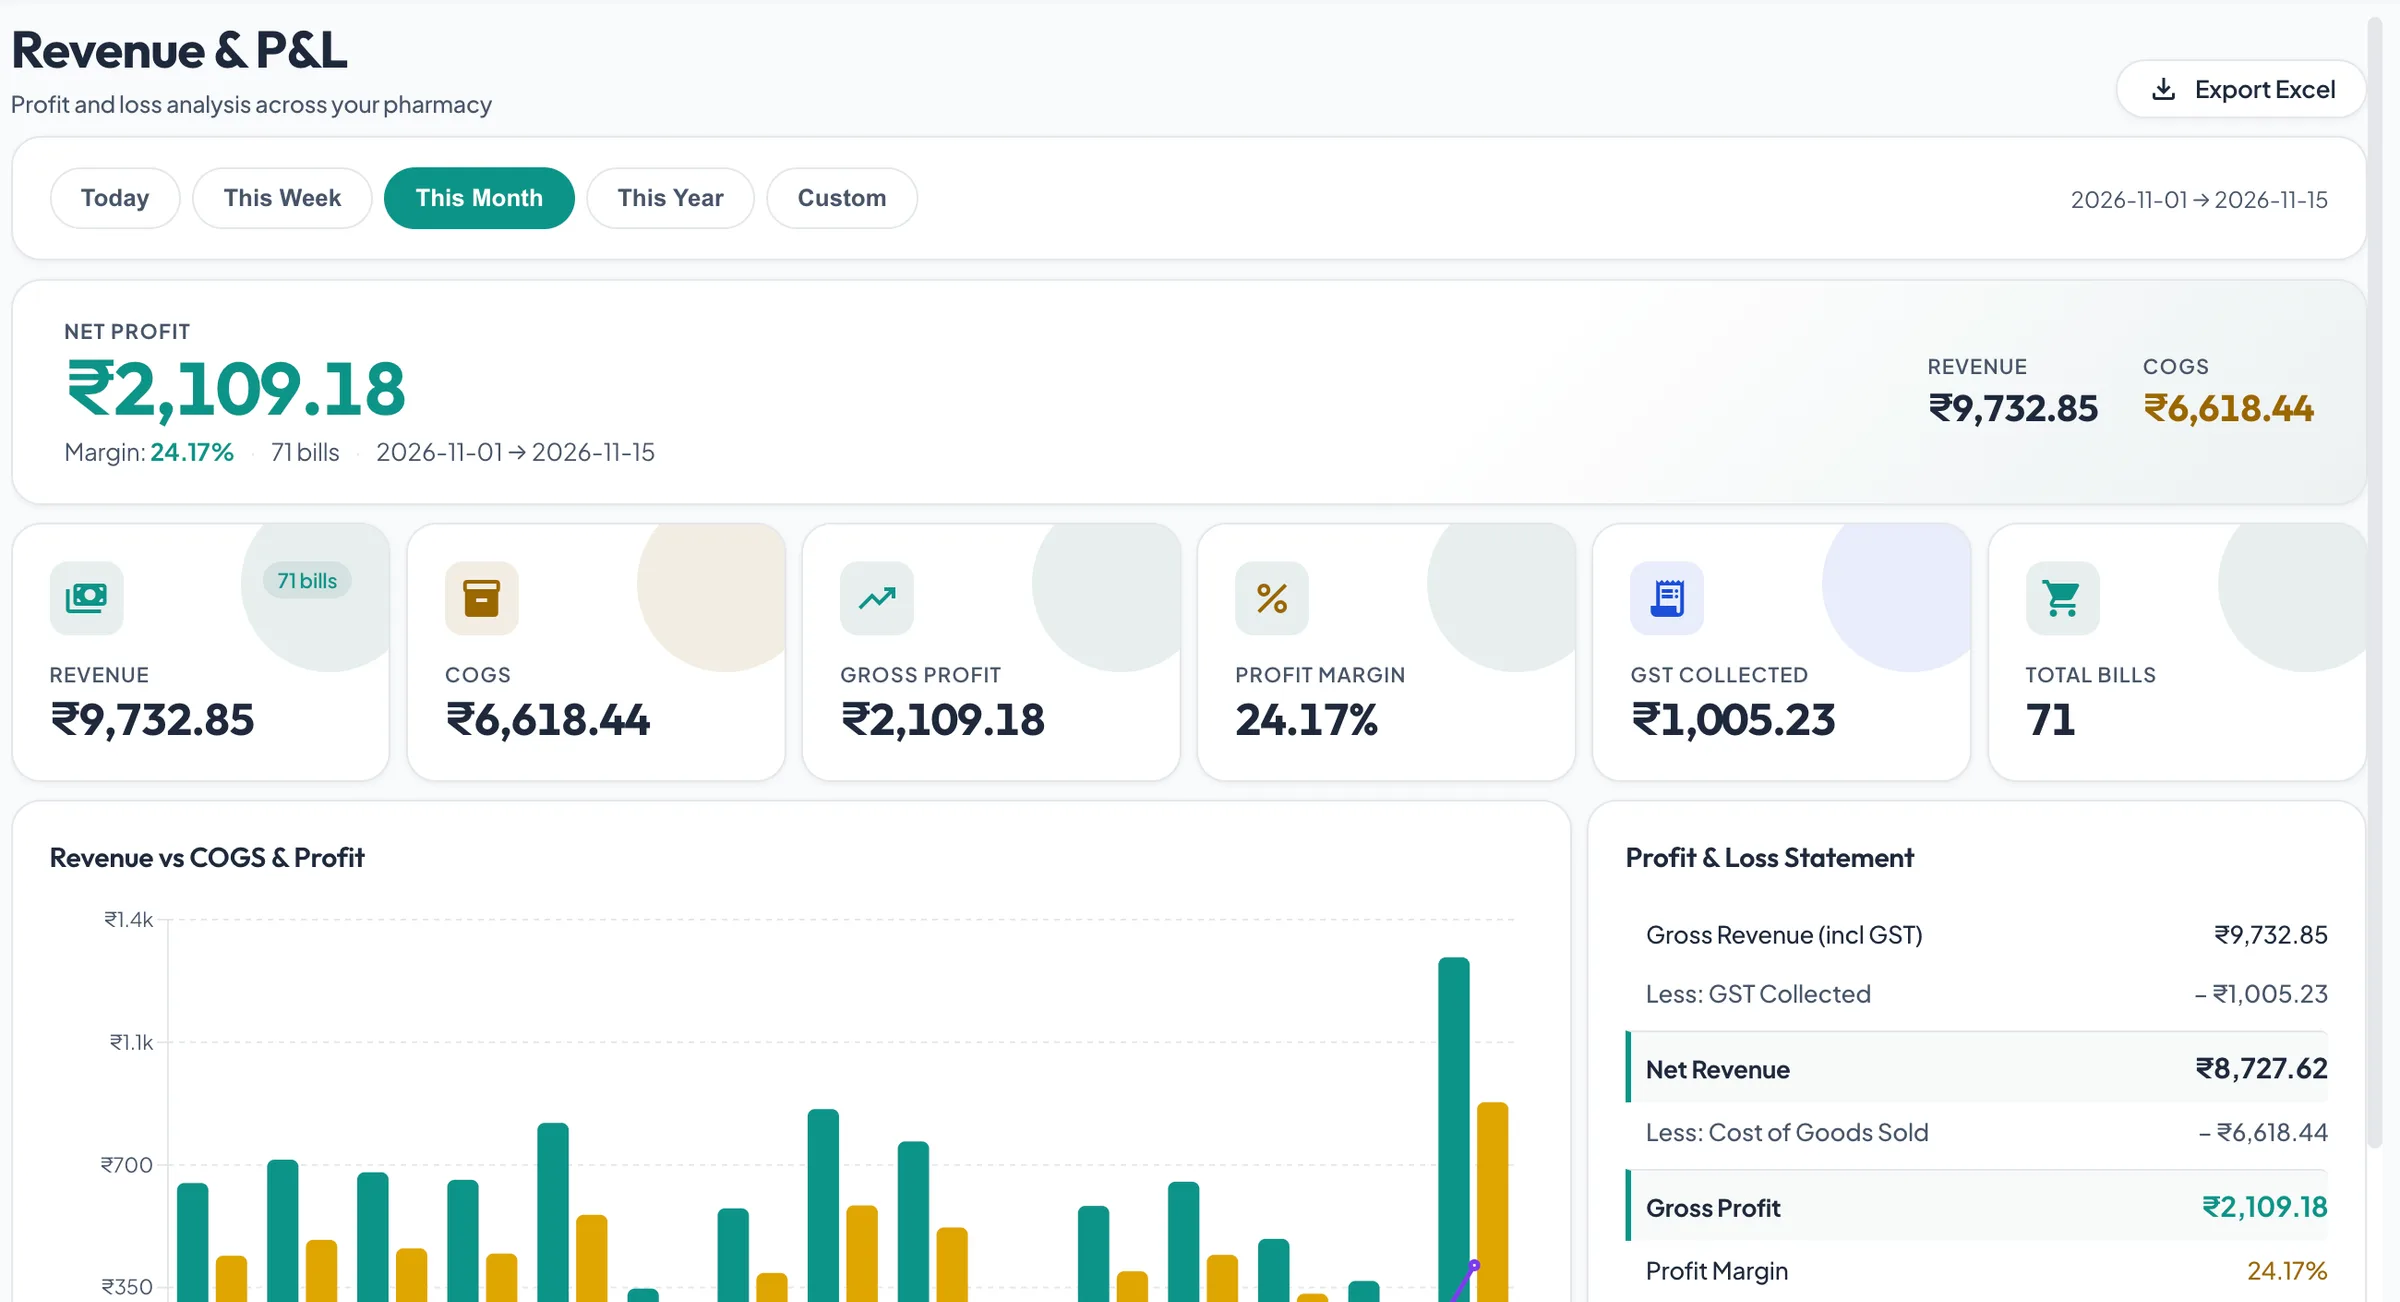 Revenue & P&L
Profit and loss analysis across your pharmacy
Export Excel
Today This Week This Month This Year Custom
2026-11-01 → 2026-11-15
NET PROFIT
₹2,109.18
Margin: 24.17% · 71 bills · 2026-11-01 → 2026-11-15
REVENUE
₹9,732.85
COGS
₹6,618.44
71 bills
REVENUE
₹9,732.85
COGS
₹6,618.44
GROSS PROFIT
₹2,109.18
PROFIT MARGIN
24.17%
GST COLLECTED
₹1,005.23
TOTAL BILLS
71
Revenue vs COGS & Profit
₹1.4k
₹1.1k
₹700
₹350
Profit & Loss Statement
Gross Revenue (incl GST) ₹9,732.85
Less: GST Collected – ₹1,005.23
Net Revenue ₹8,727.62
Less: Cost of Goods Sold – ₹6,618.44
Gross Profit ₹2,109.18
Profit Margin 24.17%